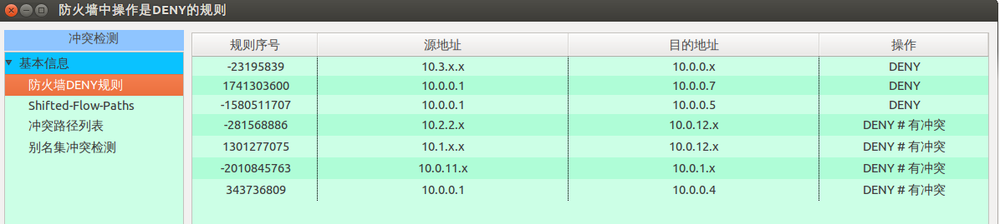 防火墙中操作是DENY的规则
冲突检测
基本信息
防火墙DENY规则
Shifted-Flow-Paths
冲突路径列表
别名集冲突检测
规则序号 源地址 目的地址 操作
-23195839 10.3.x.x 10.0.0.x DENY
1741303600 10.0.0.1 10.0.0.7 DENY
-1580511707 10.0.0.1 10.0.0.5 DENY
-281568886 10.2.2.x 10.0.12.x DENY # 有冲突
1301277075 10.1.x.x 10.0.12.x DENY # 有冲突
-2010845763 10.0.11.x 10.0.1.x DENY # 有冲突
343736809 10.0.0.1 10.0.0.4 DENY # 有冲突